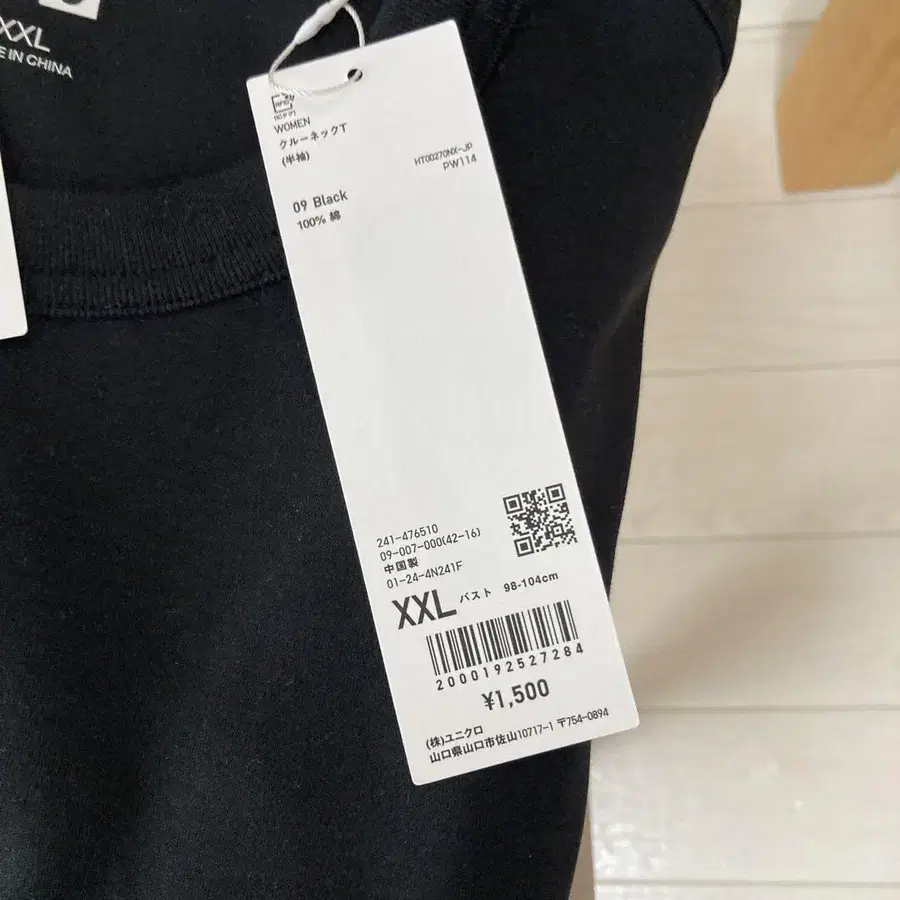 XXL
E IN CHINA
WOMEN
クルーネックT
(半袖)
HT00270NX-JP
PW114
09 Black
100% 綿
241-476510
09-007-000(42-16)
中国製
01-24-4N241F
XXL バスト 98-104cm
2000192527284
¥1,500
(株)ユニクロ
山口県山口市佐山10717-1 〒754-0894